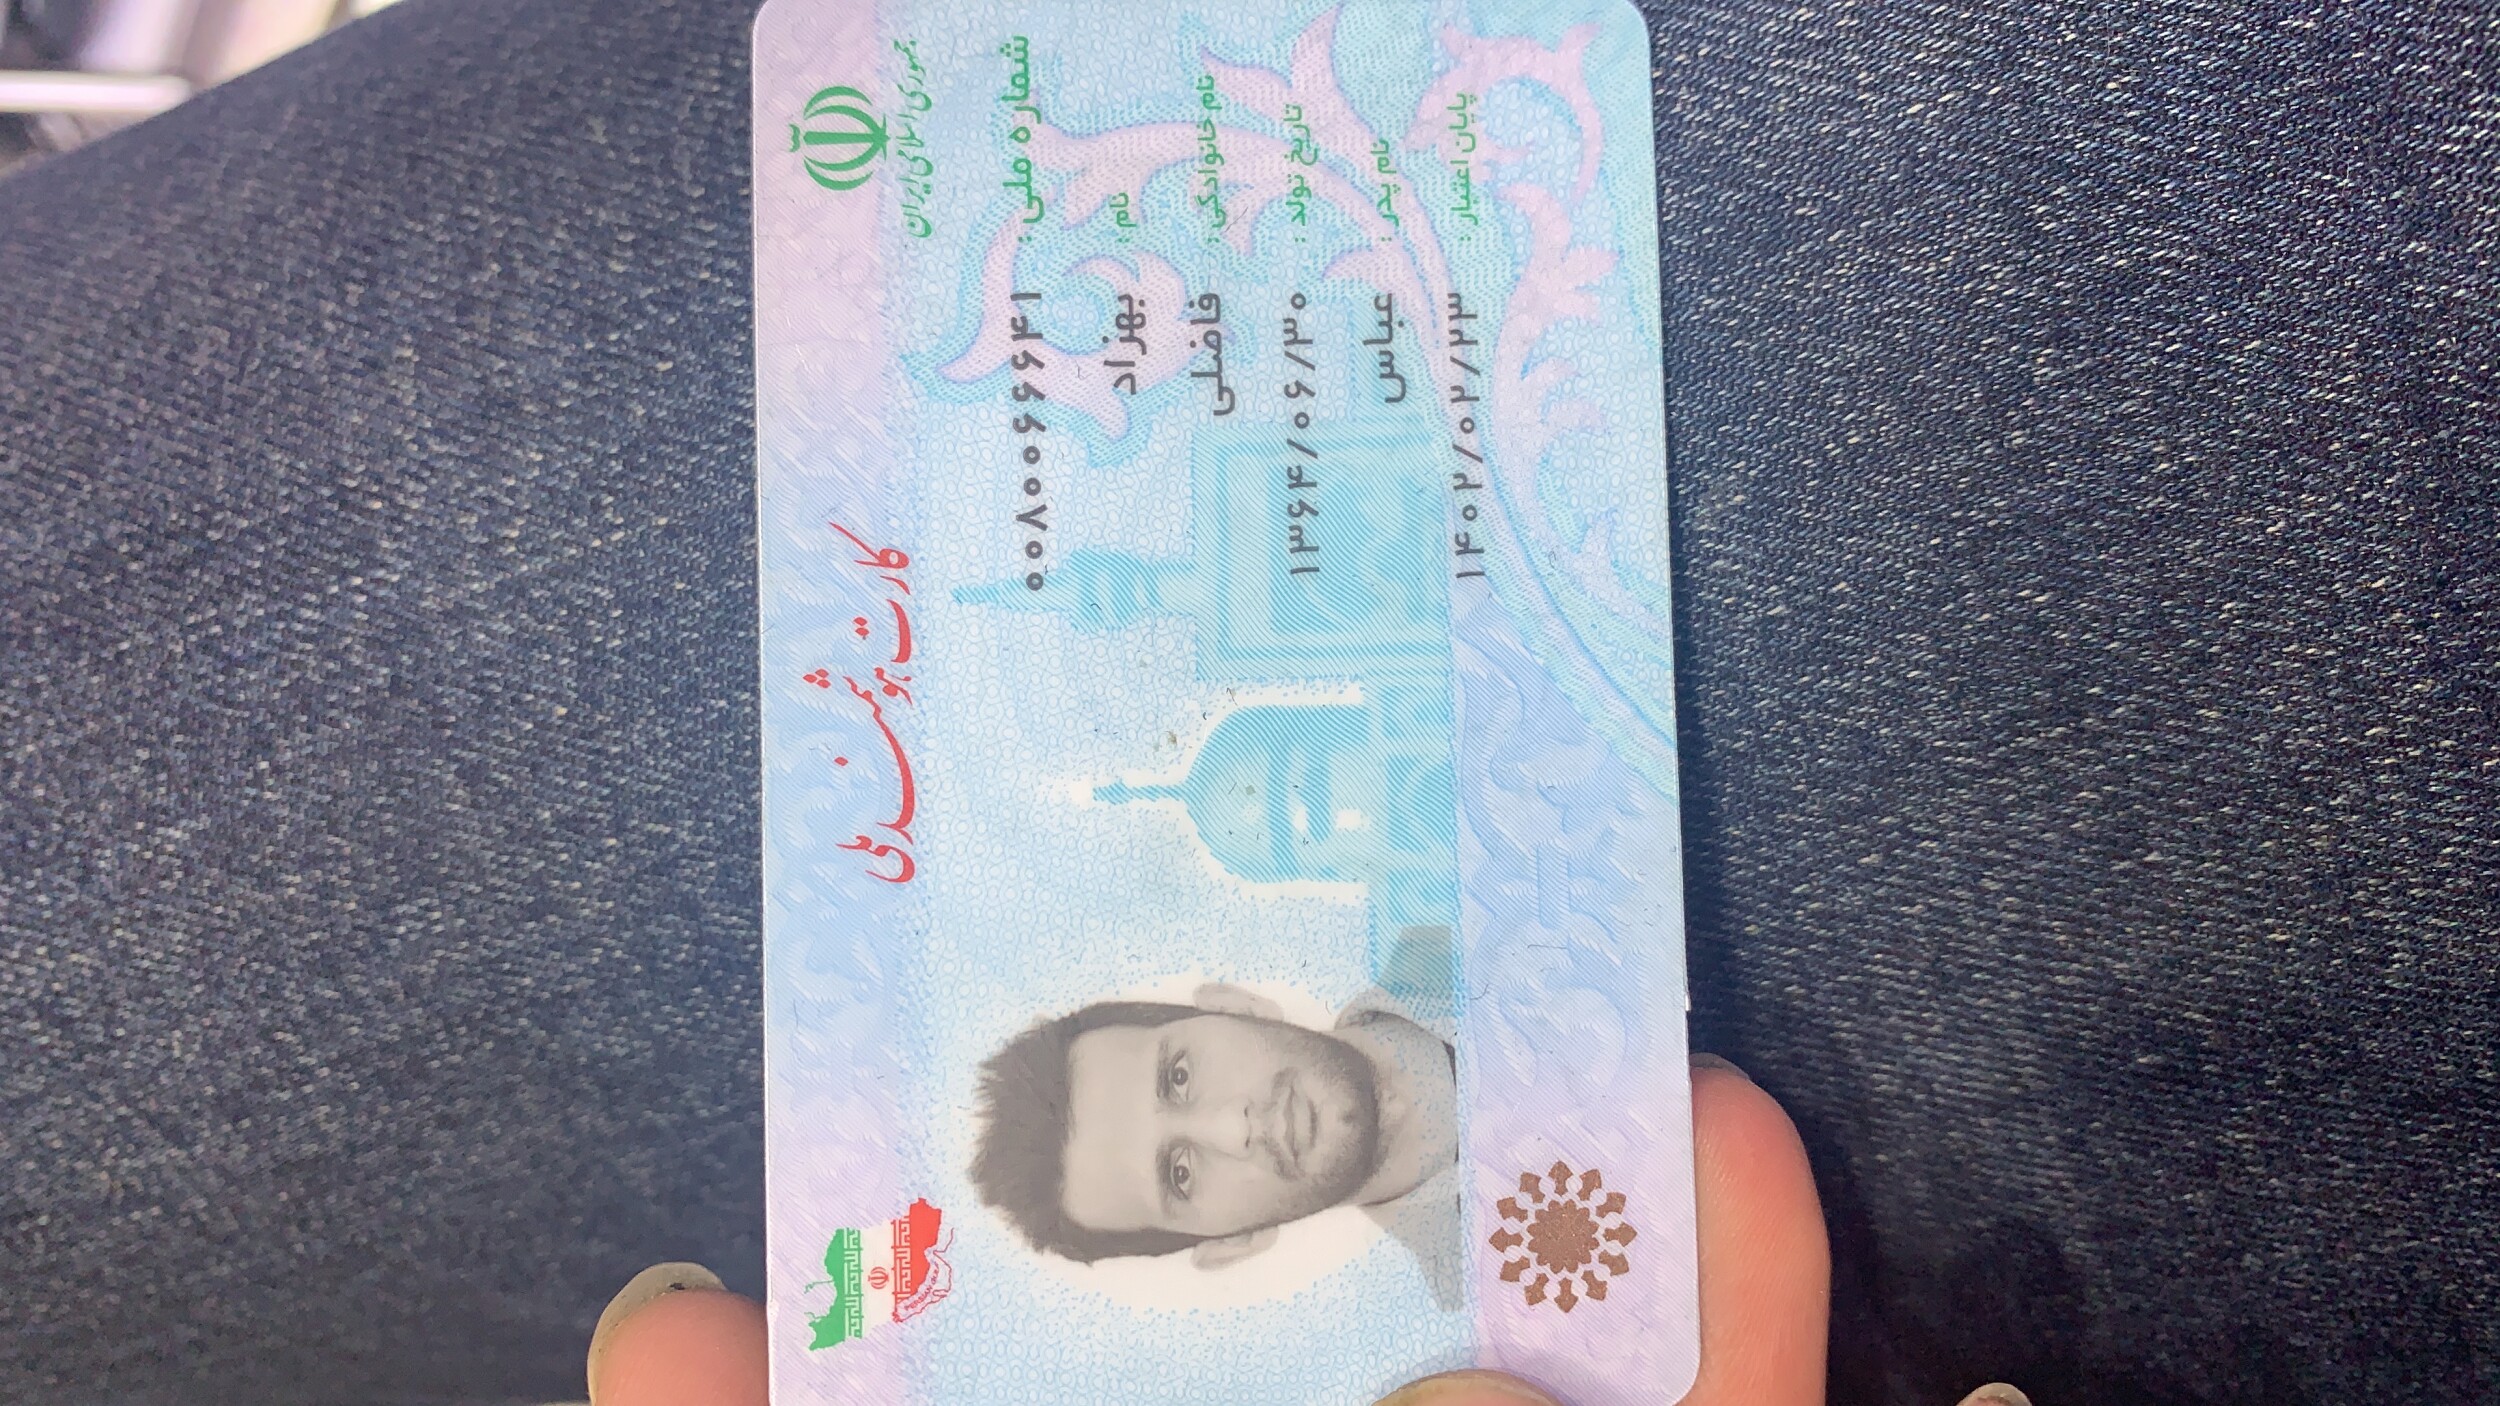 جمهوری اسلامی ایران
کارت هوشمند ملی
شماره ملی : ۰۰۸۰۰۶۶۶۴۱
نام : بهزاد
نام خانوادگی : فاضلی
تاریخ تولد : ۱۳۶۴/۰۶/۳۰
نام پدر : عباس
پایان اعتبار : ۱۴۰۲/۰۲/۲۳